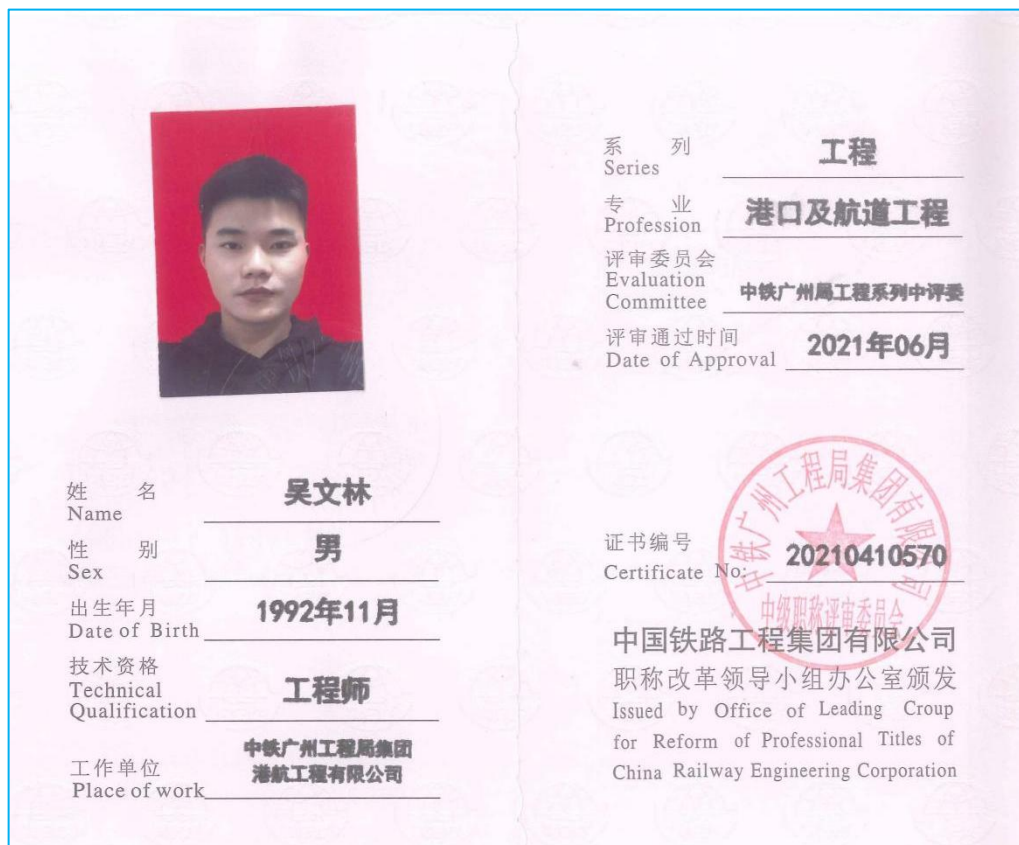 姓 名 吴文林
Name
性 别 男
Sex
出生年月 1992年11月
Date of Birth
技术资格
Technical 工程师
Qualification
中铁广州工程局集团
工作单位 港航工程有限公司
Place of work
系 列 工程
Series
专 业 港口及航道工程
Profession
评审委员会
Evaluation
Committee 中铁广州局工程系列中评委
评审通过时间 2021年06月
Date of Approval
中铁广州工程局集团有限公司
中级职称评审委员会
证书编号 20210410570
Certificate No:
中国铁路工程集团有限公司
职称改革领导小组办公室颁发
Issued by Office of Leading Croup
for Reform of Professional Titles of
China Railway Engineering Corporation